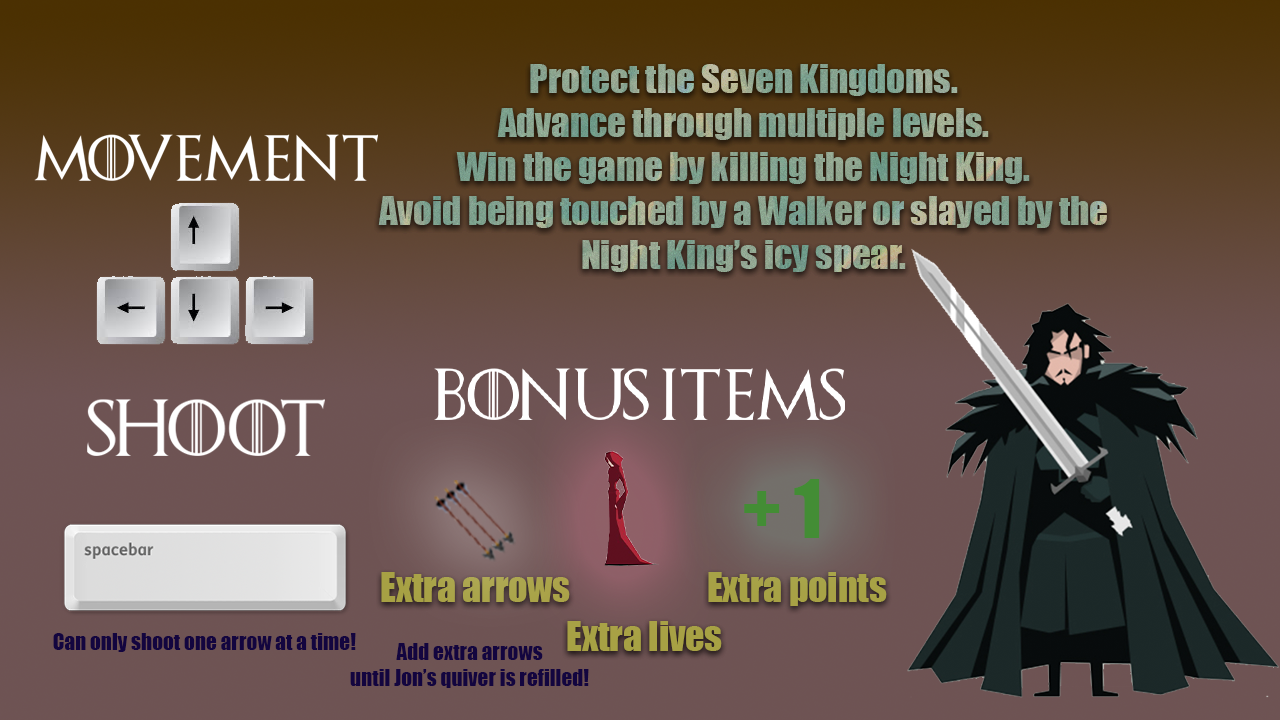 Protect the Seven Kingdoms.
Advance through multiple levels.
Win the game by killing the Night King.
Avoid being touched by a Walker or slayed by the
Night King's icy spear.
MOVEMENT
↑
← ↓ →
SHOOT
spacebar
Can only shoot one arrow at a time!
BONUS ITEMS
+1
Extra arrows
Extra points
Extra lives
Add extra arrows
until Jon's quiver is refilled!